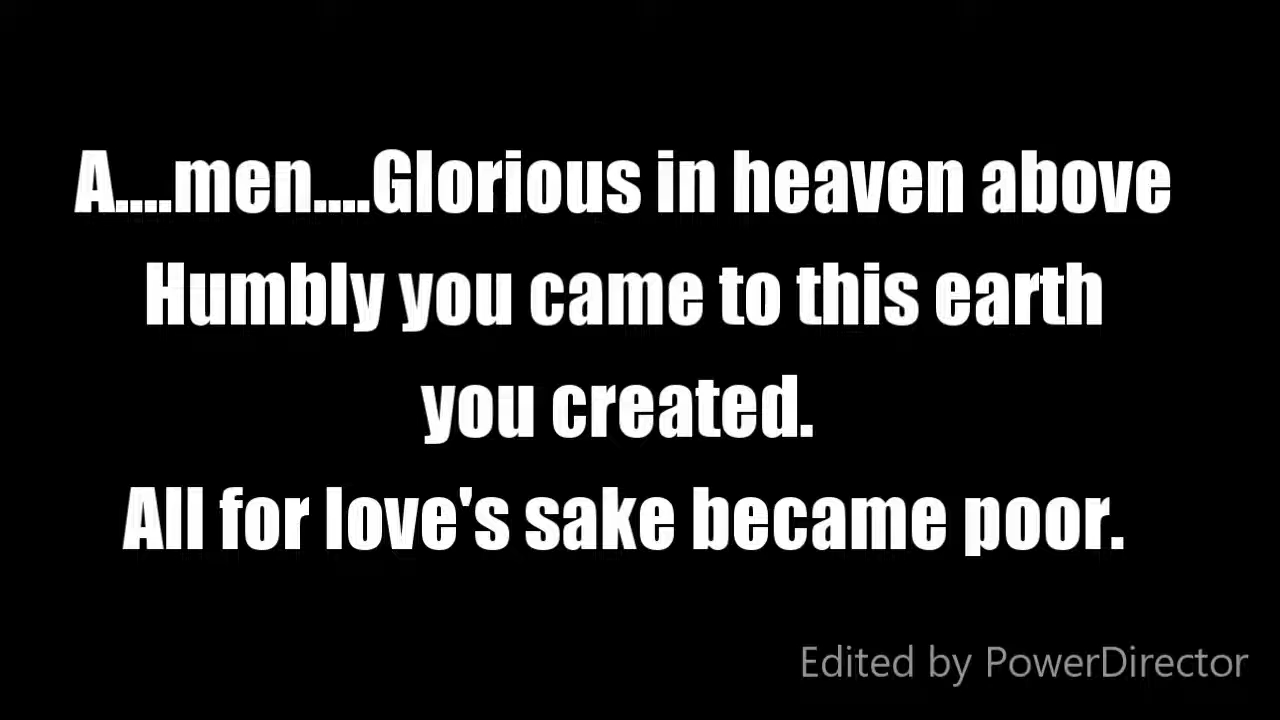 A....men....Glorious in heaven above
Humbly you came to this earth
you created.
All for love's sake became poor.
Edited by PowerDirector